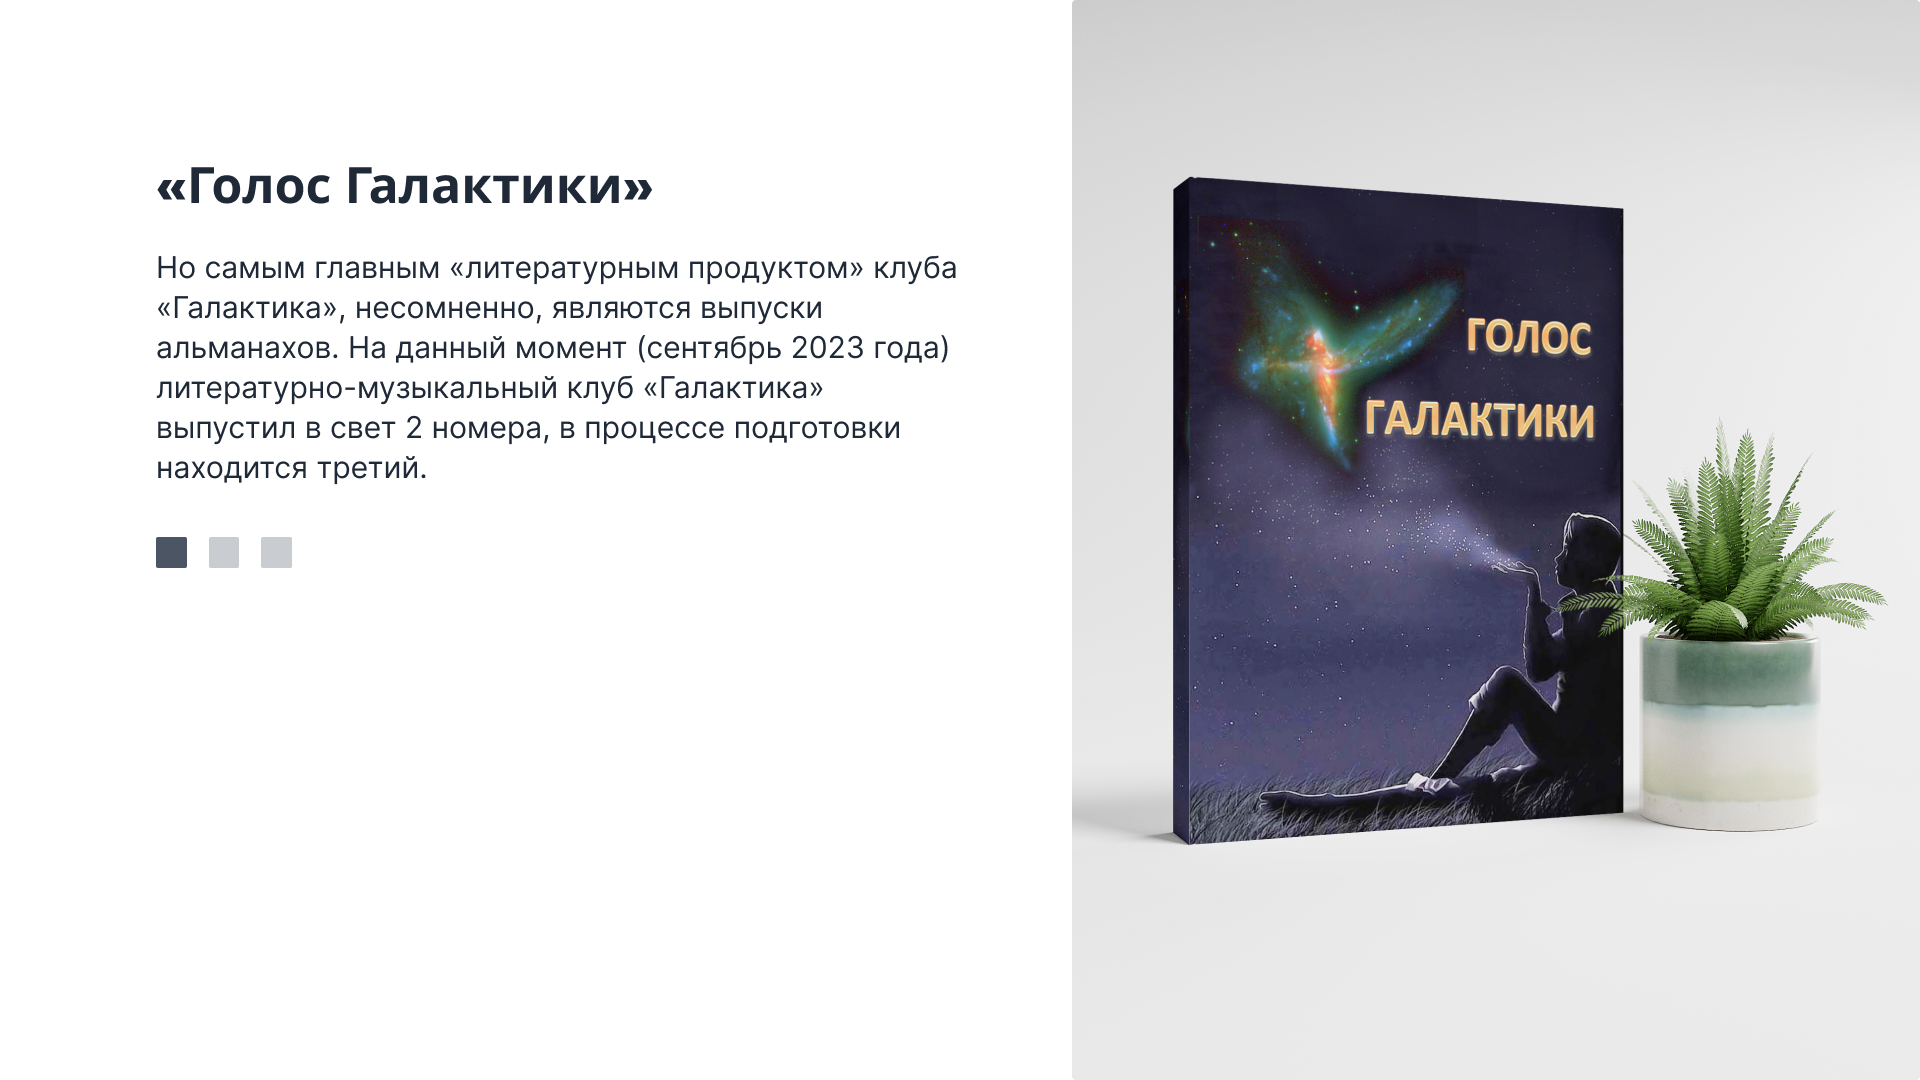 «Голос Галактики»
Но самым главным «литературным продуктом» клуба
«Галактика», несомненно, являются выпуски
альманахов. На данный момент (сентябрь 2023 года)
литературно-музыкальный клуб «Галактика»
выпустил в свет 2 номера, в процессе подготовки
находится третий.
ГОЛОС
ГАЛАКТИКИ